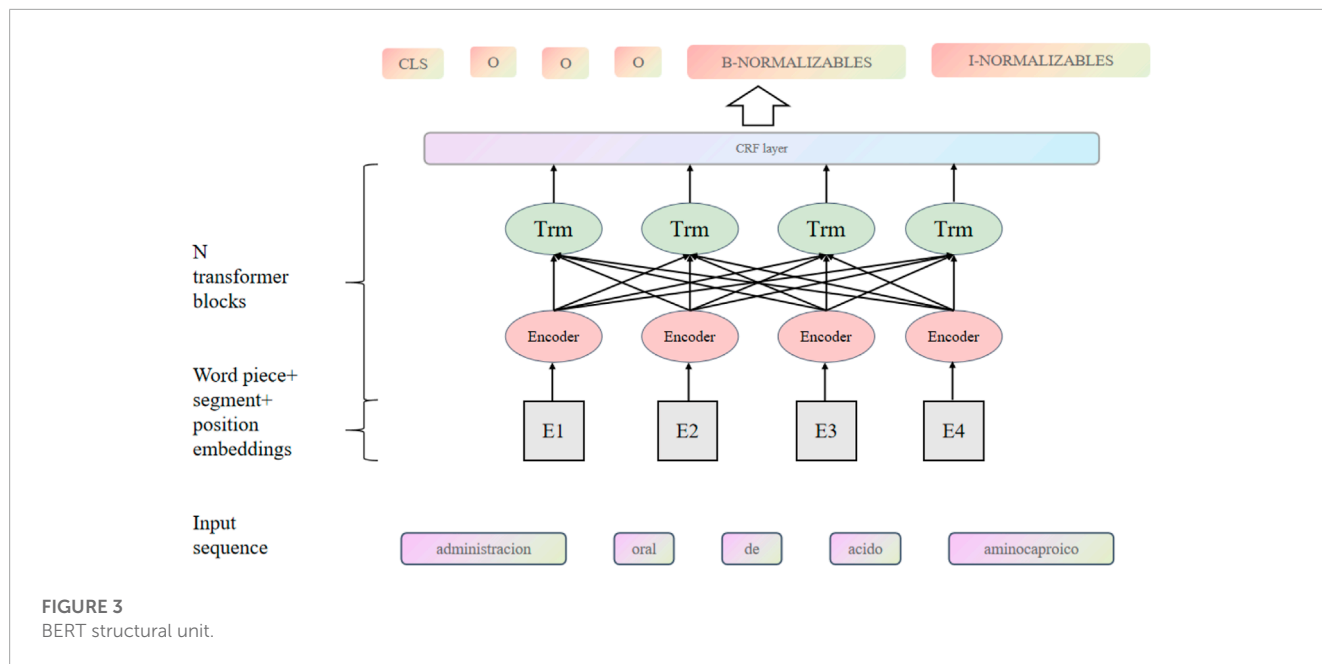 CLS O O O B-NORMALIZABLES I-NORMALIZABLES
CRF layer
N
transformer
blocks
Trm Trm Trm Trm
Encoder Encoder Encoder Encoder
Word piece+
segment+
position
embeddings
E1 E2 E3 E4
Input
sequence
administracion oral de acido aminocaproico
FIGURE 3
BERT structural unit.